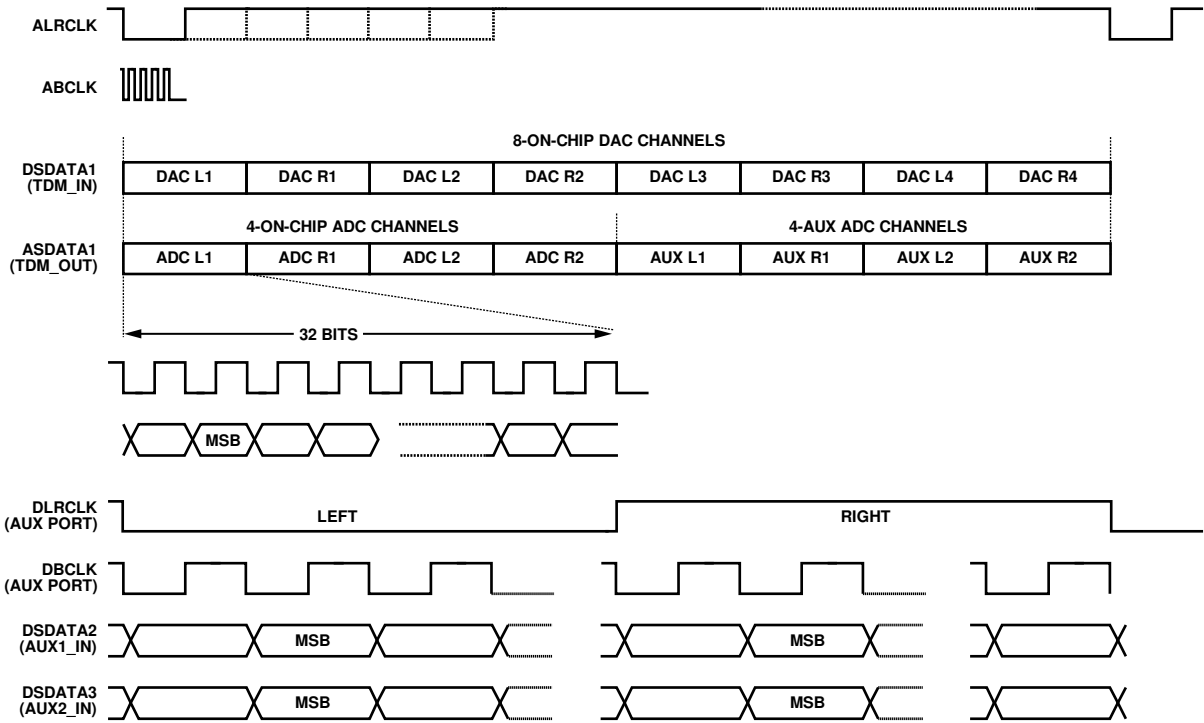 ALRCLK
ABCLK
8-ON-CHIP DAC CHANNELS
DSDATA1
(TDM_IN)
DAC L1 DAC R1 DAC L2 DAC R2 DAC L3 DAC R3 DAC L4 DAC R4
4-ON-CHIP ADC CHANNELS 4-AUX ADC CHANNELS
ASDATA1
(TDM_OUT)
ADC L1 ADC R1 ADC L2 ADC R2 AUX L1 AUX R1 AUX L2 AUX R2
32 BITS
MSB
DLRCLK
(AUX PORT)
LEFT RIGHT
DBCLK
(AUX PORT)
DSDATA2
(AUX1_IN)
MSB MSB
DSDATA3
(AUX2_IN)
MSB MSB